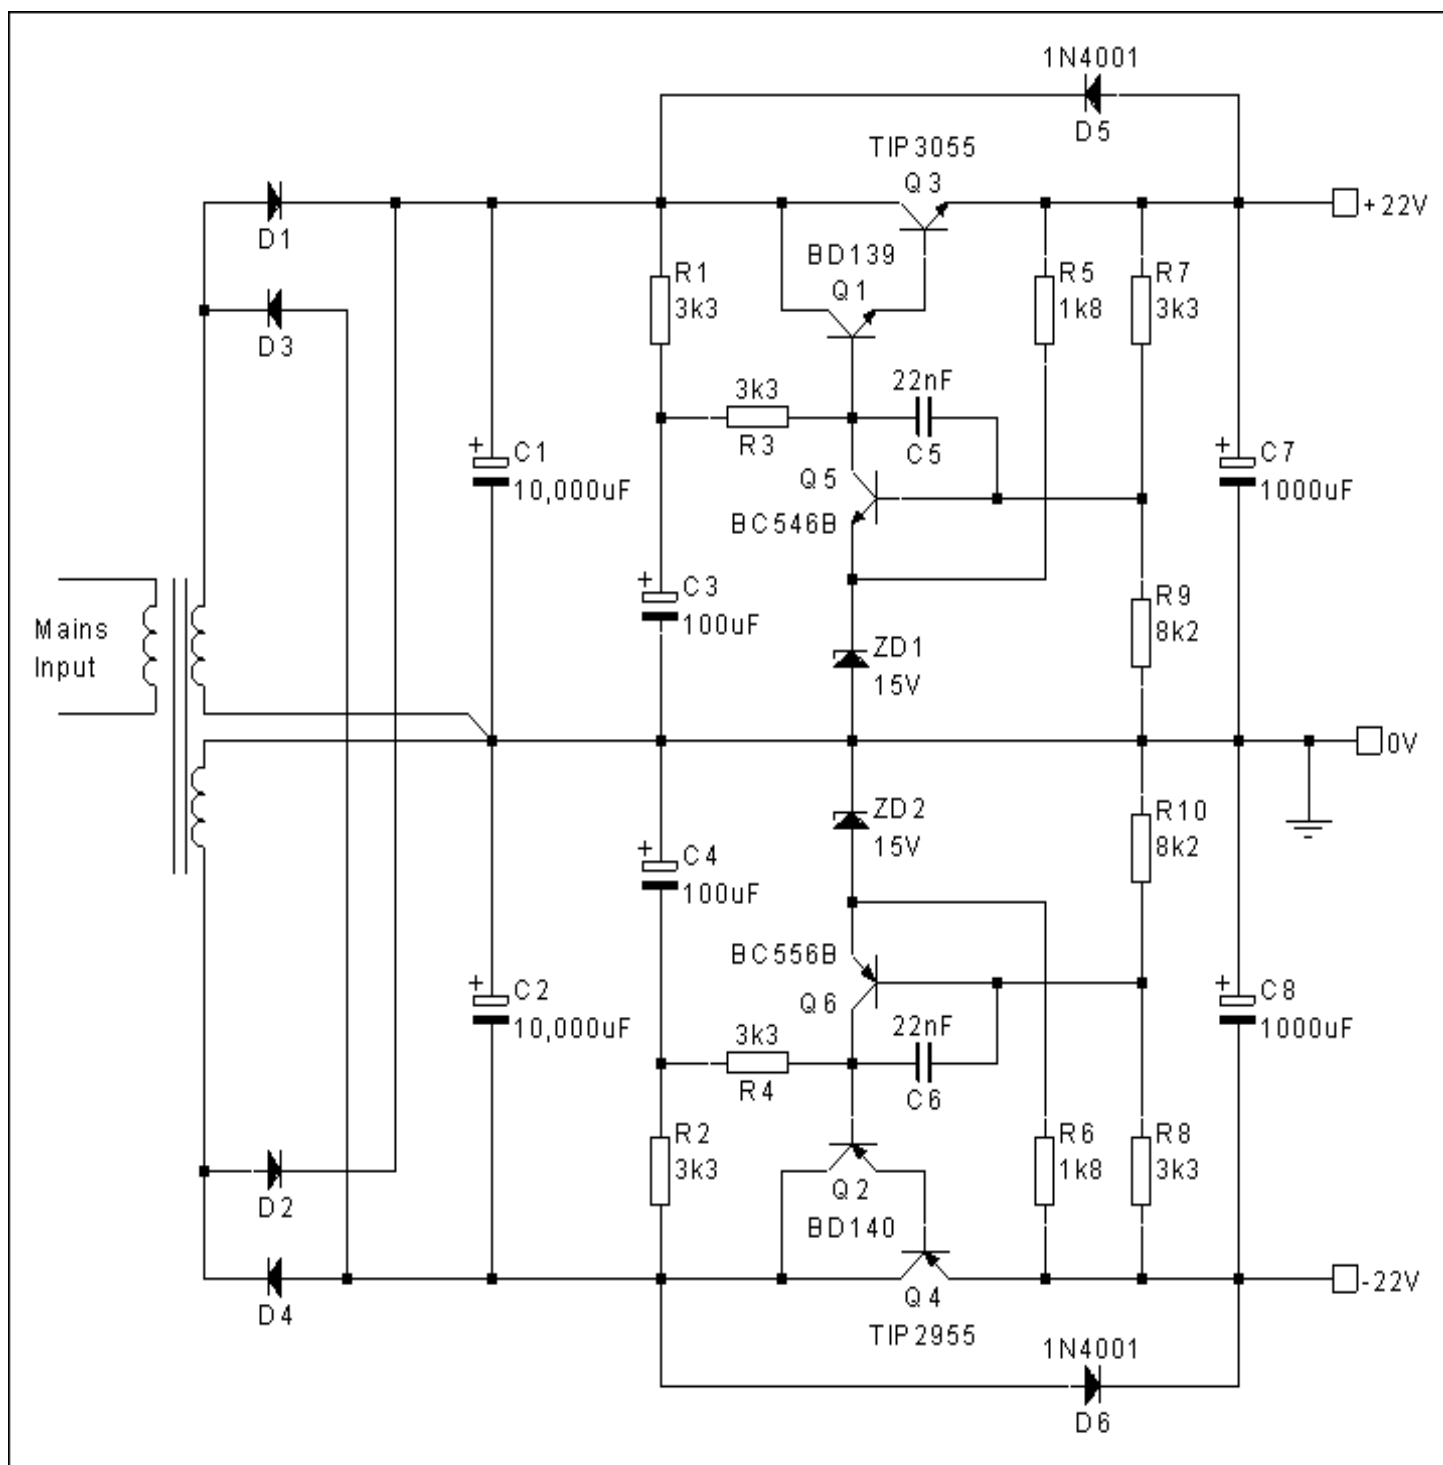 1N4001
D5
TIP3055
Q3
+22V
D1
BD139
Q1
R1
3k3
R5
1k8
R7
3k3
D3
3k3
R3
22nF
C5
+
C1
10,000uF
Q5
BC546B
+
C7
1000uF
+
C3
100uF
R9
8k2
Mains
Input
ZD1
15V
0V
ZD2
15V
R10
8k2
+
C4
100uF
BC556B
Q6
+
C2
10,000uF
22nF
C6
+
C8
1000uF
3k3
R4
R2
3k3
Q2
BD140
R6
1k8
R8
3k3
D2
-22V
D4
Q4
TIP2955
1N4001
D6